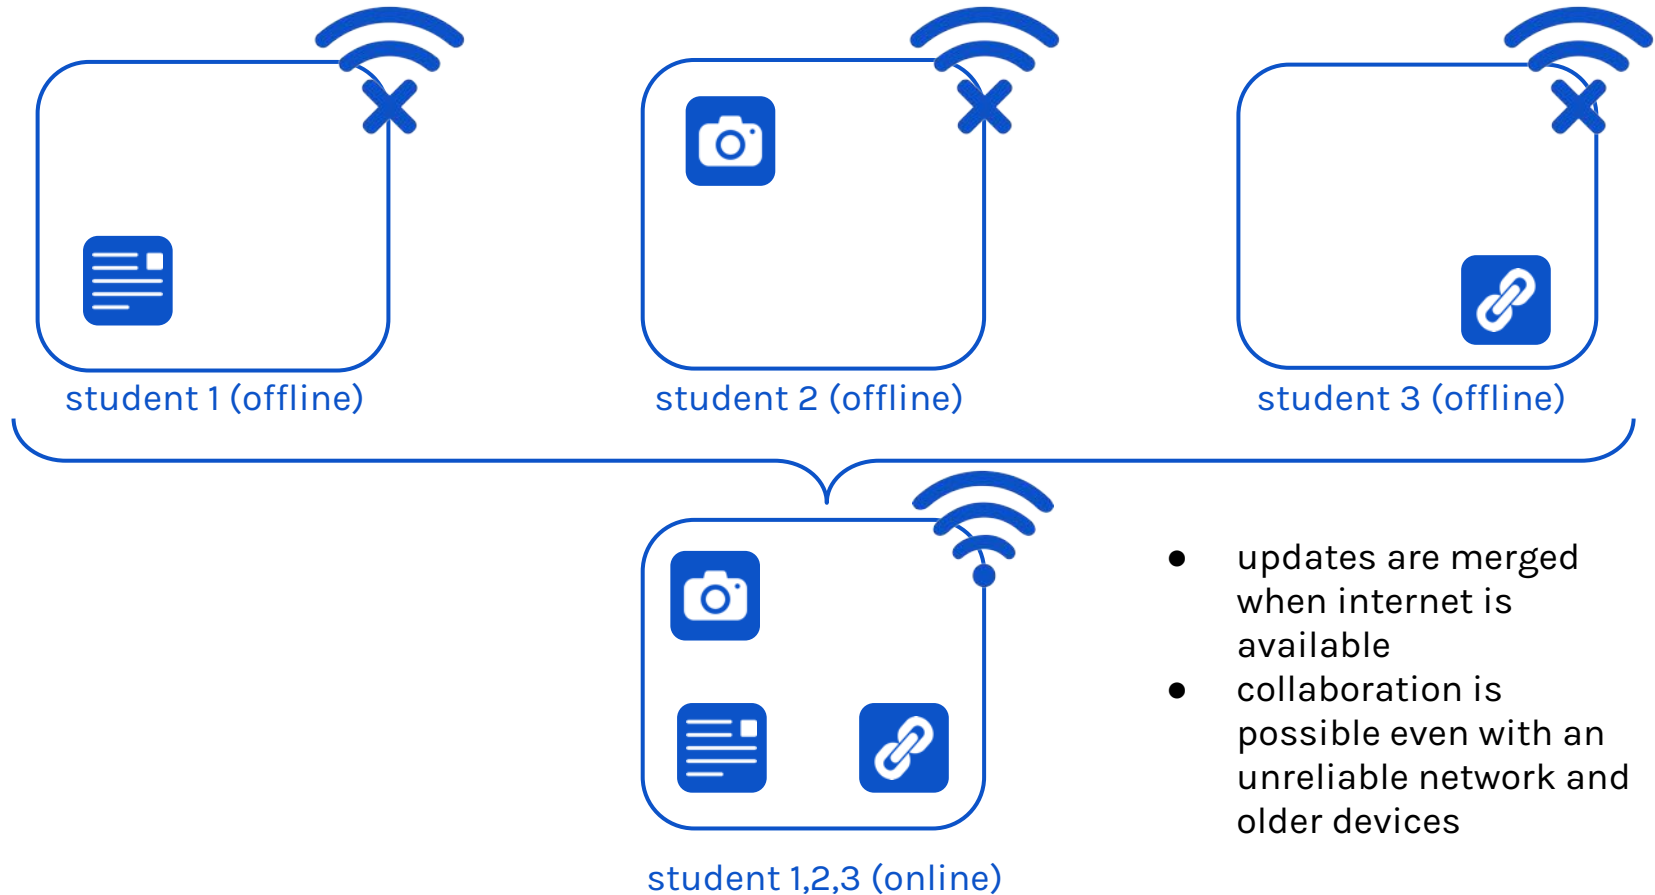 student 1 (offline)
student 2 (offline)
student 3 (offline)
student 1,2,3 (online)
● updates are merged
when internet is
available
● collaboration is
possible even with an
unreliable network and
older devices